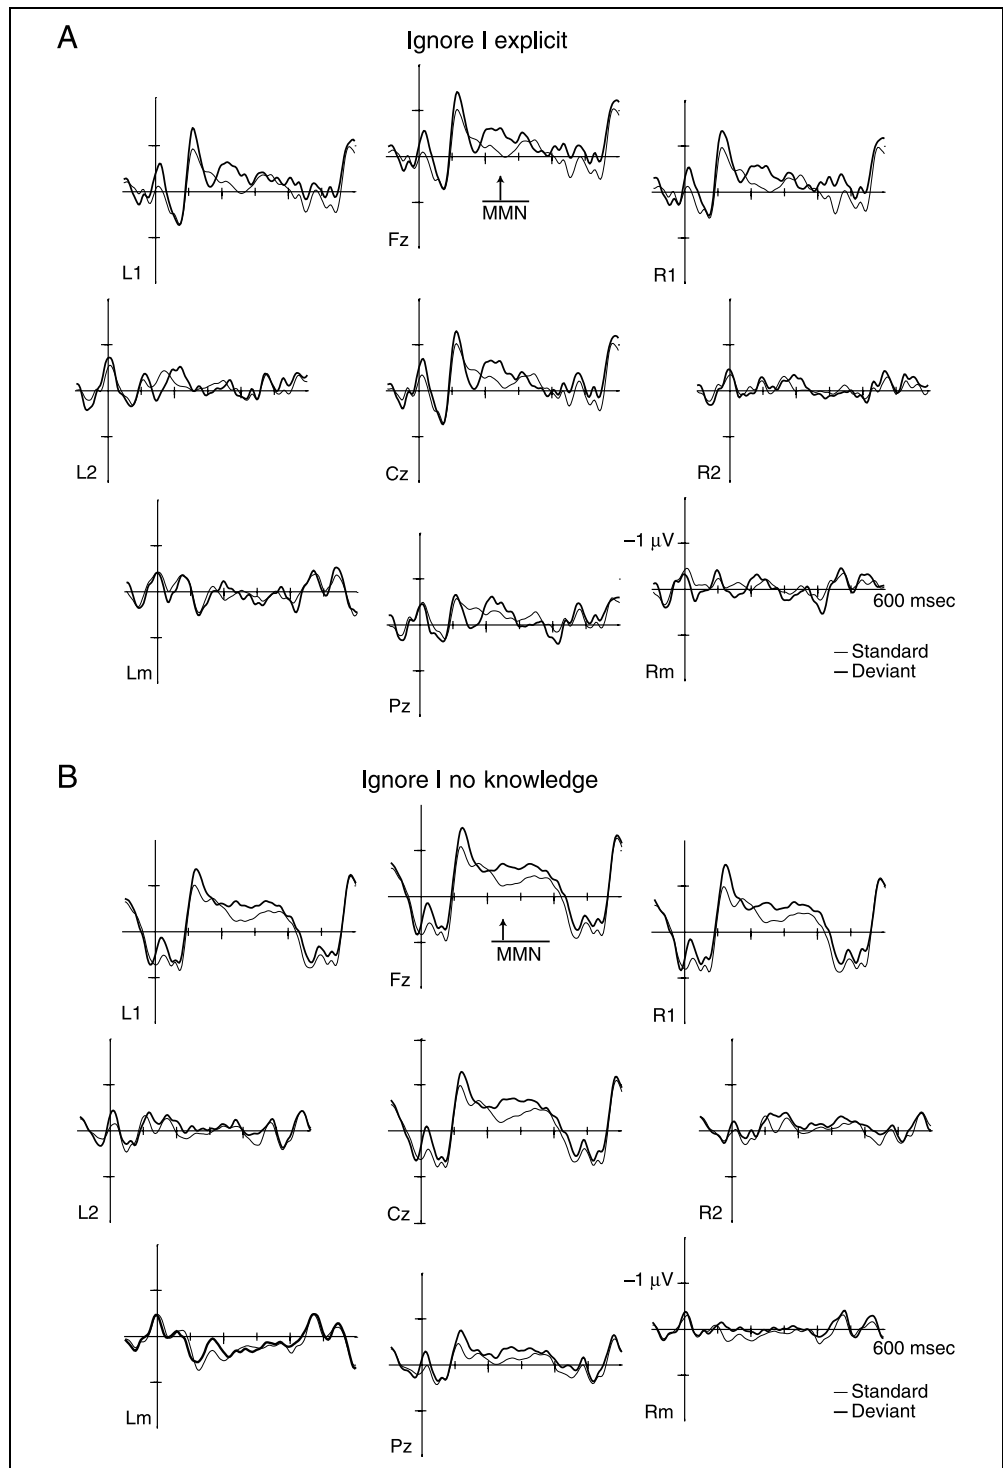 A
Ignore I explicit
MMN
Fz
L1
R1
L2
Cz
R2
–1 μV
600 msec
Standard
Lm
Rm
Deviant
Pz
B
Ignore I no knowledge
MMN
Fz
L1
R1
L2
Cz
R2
–1 μV
600 msec
Standard
Lm
Rm
Deviant
Pz